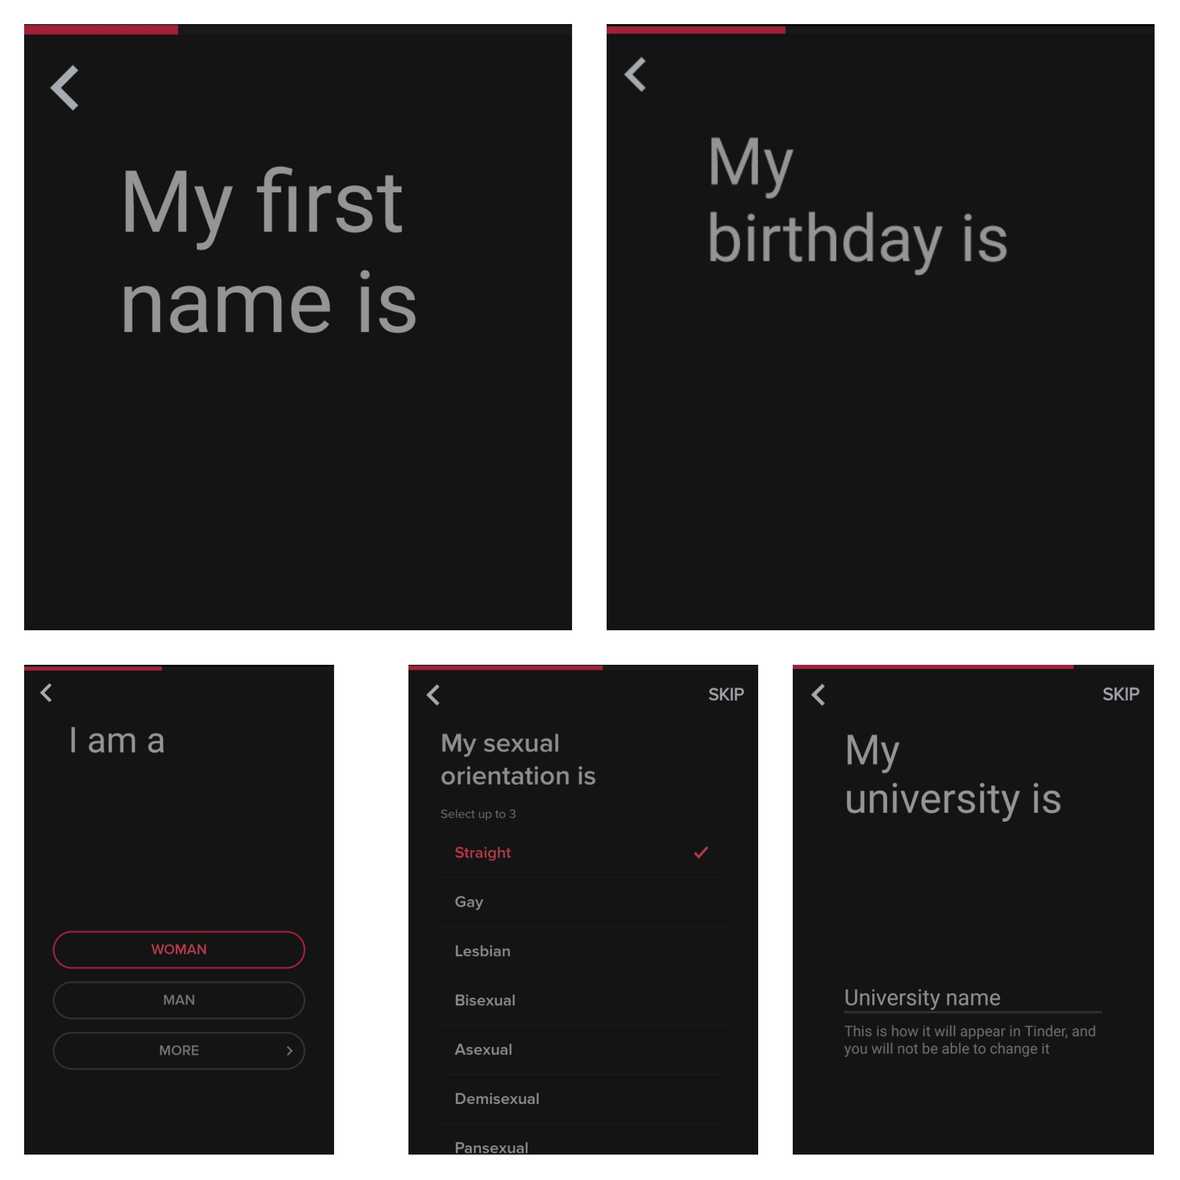 My first
name is
My
birthday is
I am a
WOMAN
MAN
MORE
SKIP
My sexual
orientation is
Select up to 3
Straight
Gay
Lesbian
Bisexual
Asexual
Demisexual
Pansexual
SKIP
My
university is
University name
This is how it will appear in Tinder, and
you will not be able to change it